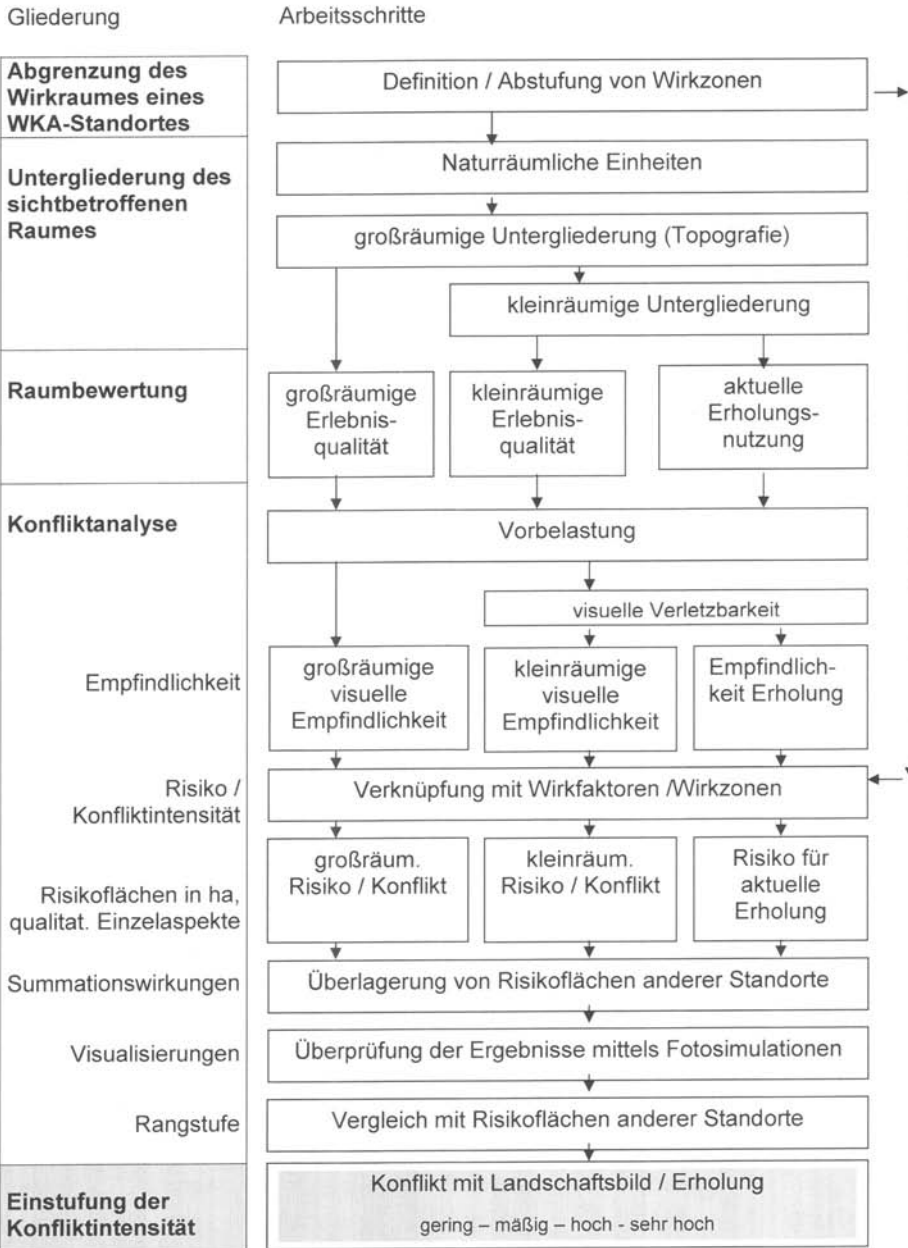 Gliederung
Arbeitsschritte
Abgrenzung des
Wirkraumes eines
WKA-Standortes
Definition / Abstufung von Wirkzonen
Untergliederung des
sichtbetroffenen
Raumes
Naturräumliche Einheiten
großräumige Untergliederung (Topografie)
kleinräumige Untergliederung
Raumbewertung
großräumige
Erlebnis-
qualität
kleinräumige
Erlebnis-
qualität
aktuelle
Erholungs-
nutzung
Konfliktanalyse
Vorbelastung
visuelle Verletzbarkeit
Empfindlichkeit
großräumige
visuelle
Empfindlichkeit
kleinräumige
visuelle
Empfindlichkeit
Empfindlich-
keit Erholung
Risiko /
Konfliktintensität
Verknüpfung mit Wirkfaktoren /Wirkzonen
Risikoflächen in ha,
qualitat. Einzelaspekte
großräum.
Risiko / Konflikt
kleinräum.
Risiko / Konflikt
Risiko für
aktuelle
Erholung
Summationswirkungen
Überlagerung von Risikoflächen anderer Standorte
Visualisierungen
Überprüfung der Ergebnisse mittels Fotosimulationen
Rangstufe
Vergleich mit Risikoflächen anderer Standorte
Einstufung der
Konfliktintensität
Konflikt mit Landschaftsbild / Erholung
gering – mäßig – hoch - sehr hoch